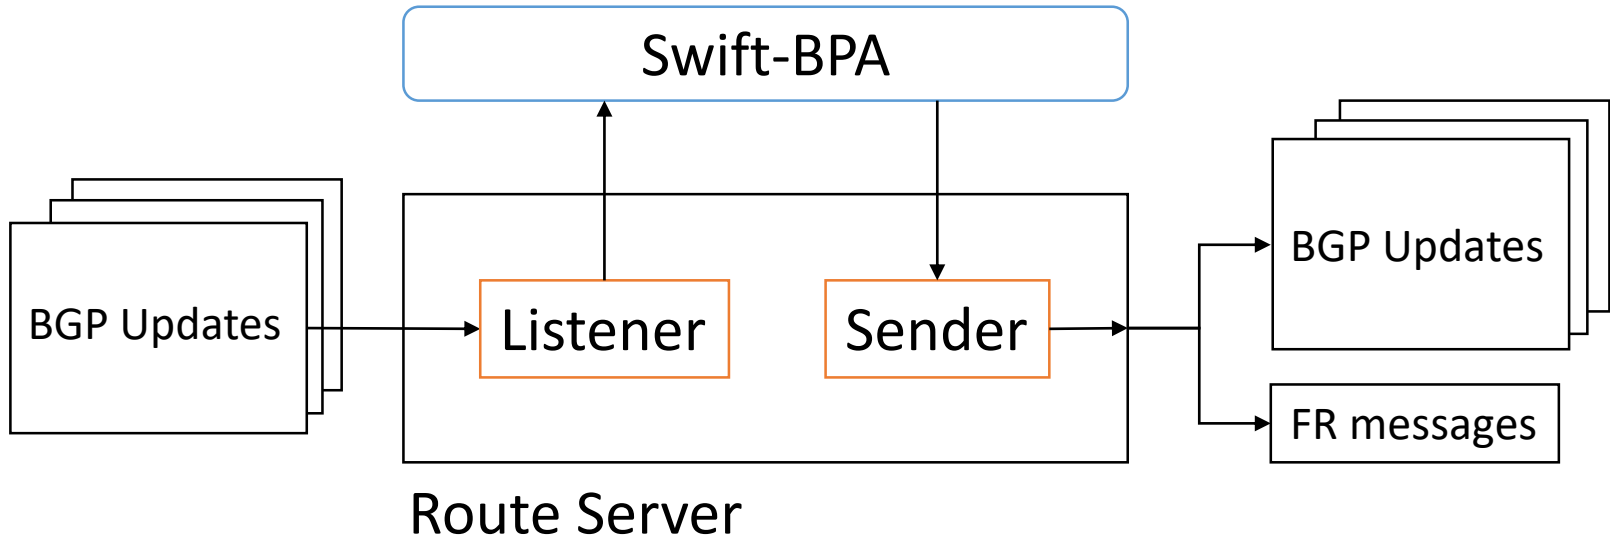 Swift-BPA
BGP Updates
Listener
Sender
BGP Updates
FR messages
Route Server